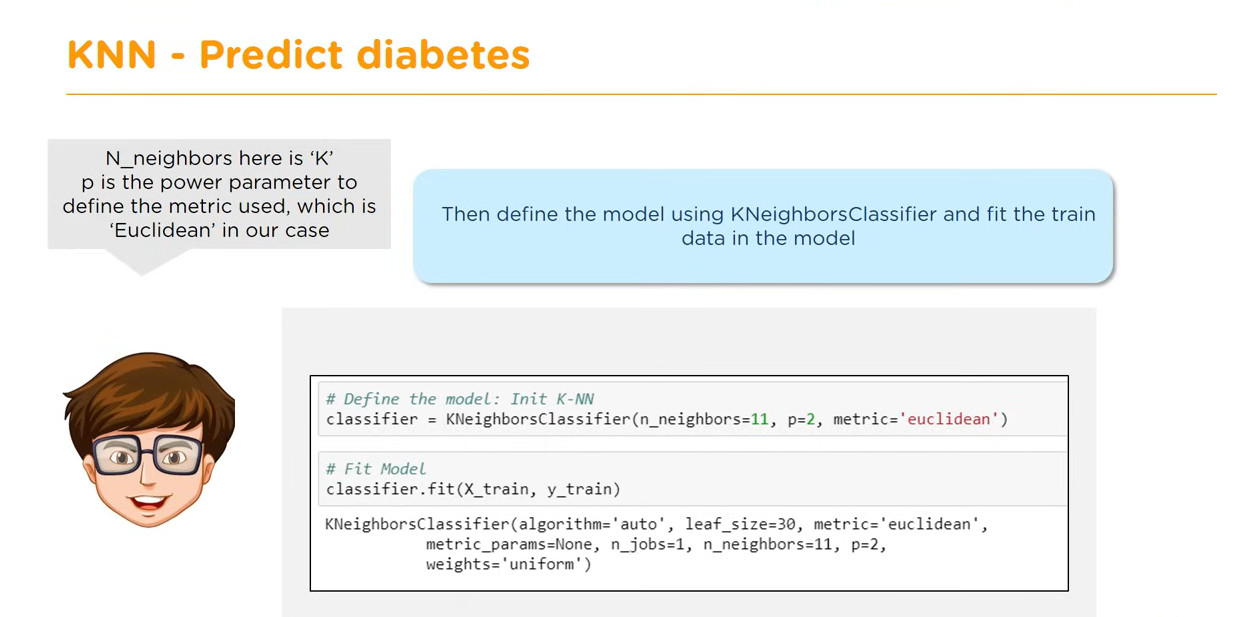 KNN - Predict diabetes
N_neighbors here is ‘K’
p is the power parameter to
define the metric used, which is
‘Euclidean’ in our case
Then define the model using KNeighborsClassifier and fit the train
data in the model
# Define the model: Init K-NN
classifier = KNeighborsClassifier(n_neighbors=11, p=2, metric='euclidean')
# Fit Model
classifier.fit(X_train, y_train)
KNeighborsClassifier(algorithm='auto', leaf_size=30, metric='euclidean',
metric_params=None, n_jobs=1, n_neighbors=11, p=2,
weights='uniform')